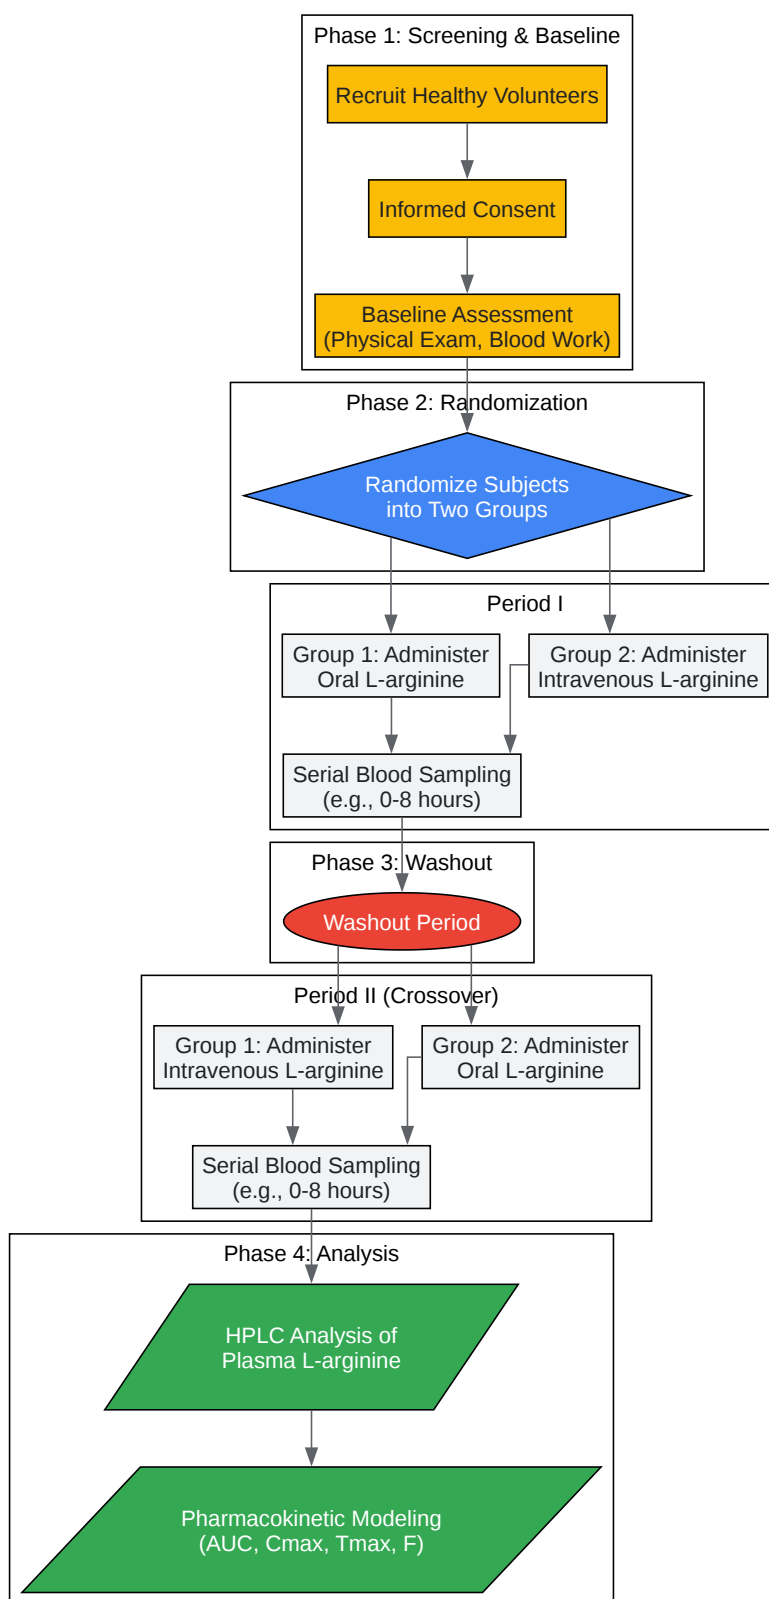 Phase 1: Screening & Baseline
Recruit Healthy Volunteers
Informed Consent
Baseline Assessment
(Physical Exam, Blood Work)
Phase 2: Randomization
Randomize Subjects
into Two Groups
Period I
Group 1: Administer
Oral L-arginine
Group 2: Administer
Intravenous L-arginine
Serial Blood Sampling
(e.g., 0-8 hours)
Phase 3: Washout
Washout Period
Period II (Crossover)
Group 1: Administer
Intravenous L-arginine
Group 2: Administer
Oral L-arginine
Serial Blood Sampling
(e.g., 0-8 hours)
Phase 4: Analysis
HPLC Analysis of
Plasma L-arginine
Pharmacokinetic Modeling
(AUC, Cmax, Tmax, F)